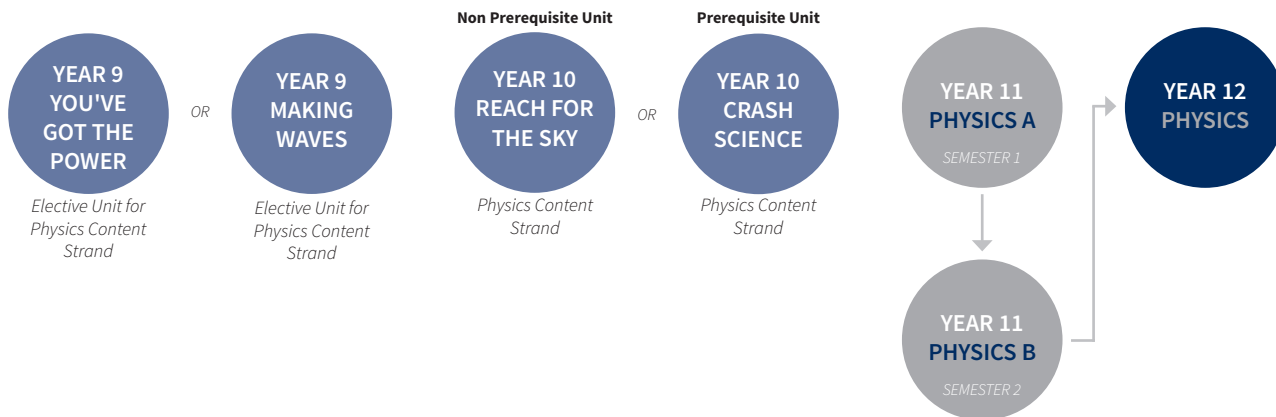 Non Prerequisite Unit
Prerequisite Unit
YEAR 9
YOU'VE
GOT THE
POWER
Elective Unit for
Physics Content
Strand
OR
YEAR 9
MAKING
WAVES
Elective Unit for
Physics Content
Strand
YEAR 10
REACH FOR
THE SKY
Physics Content
Strand
OR
YEAR 10
CRASH
SCIENCE
Physics Content
Strand
YEAR 11
PHYSICS A
SEMESTER 1
YEAR 11
PHYSICS B
SEMESTER 2
YEAR 12
PHYSICS